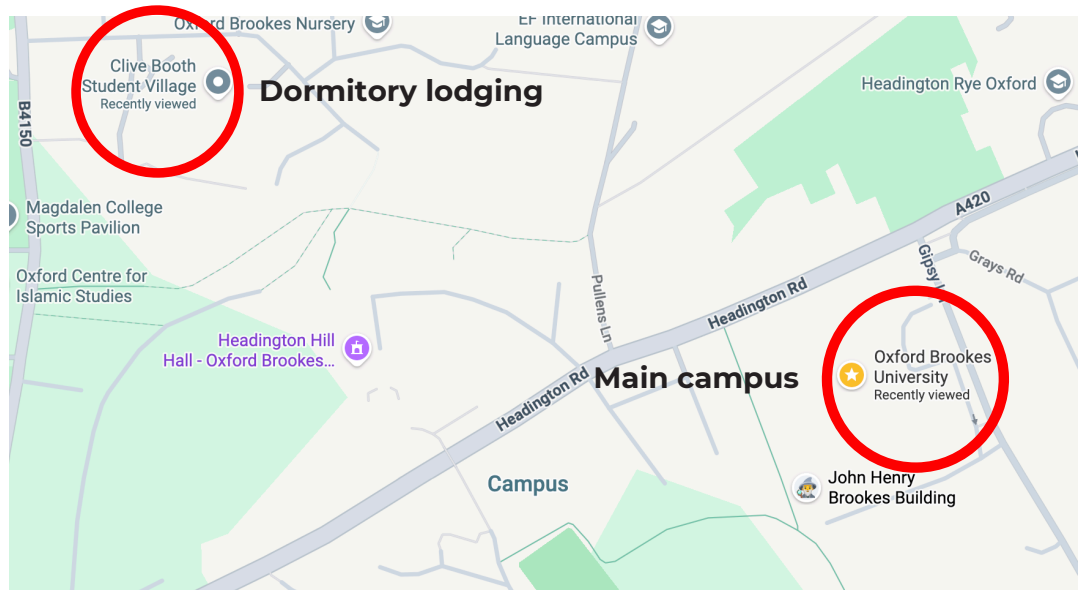 Oxford Brookes Nursery
EF International
Language Campus
Clive Booth
Student Village
Recently viewed
Dormitory lodging
Headington Rye Oxford
B4150
Magdalen College
Sports Pavilion
A420
Oxford Centre for
Islamic Studies
Pullens Ln
Headington Rd
Gipsy
Grays Rd
Headington Hill
Hall - Oxford Brookes...
Headington Rd
Main campus
Oxford Brookes
University
Recently viewed
Campus
John Henry
Brookes Building